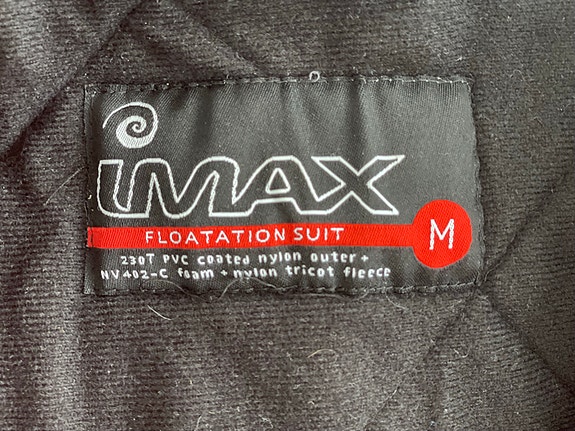 iMAX
FLOATATION SUIT
M
230T PVC coated nylon outer +
NV402-C foam + nylon tricot fleece